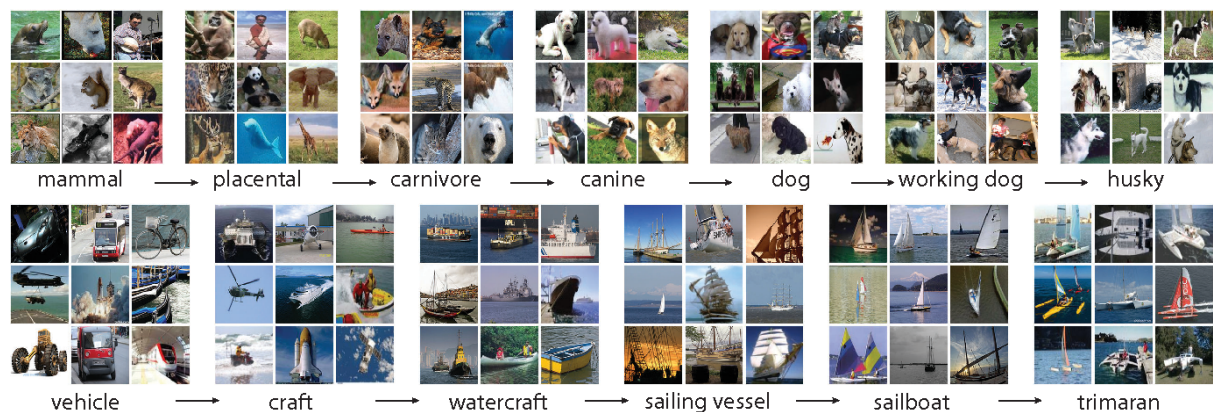 mammal → placental → carnivore → canine → dog → working dog → husky
vehicle → craft → watercraft → sailing vessel → sailboat → trimaran